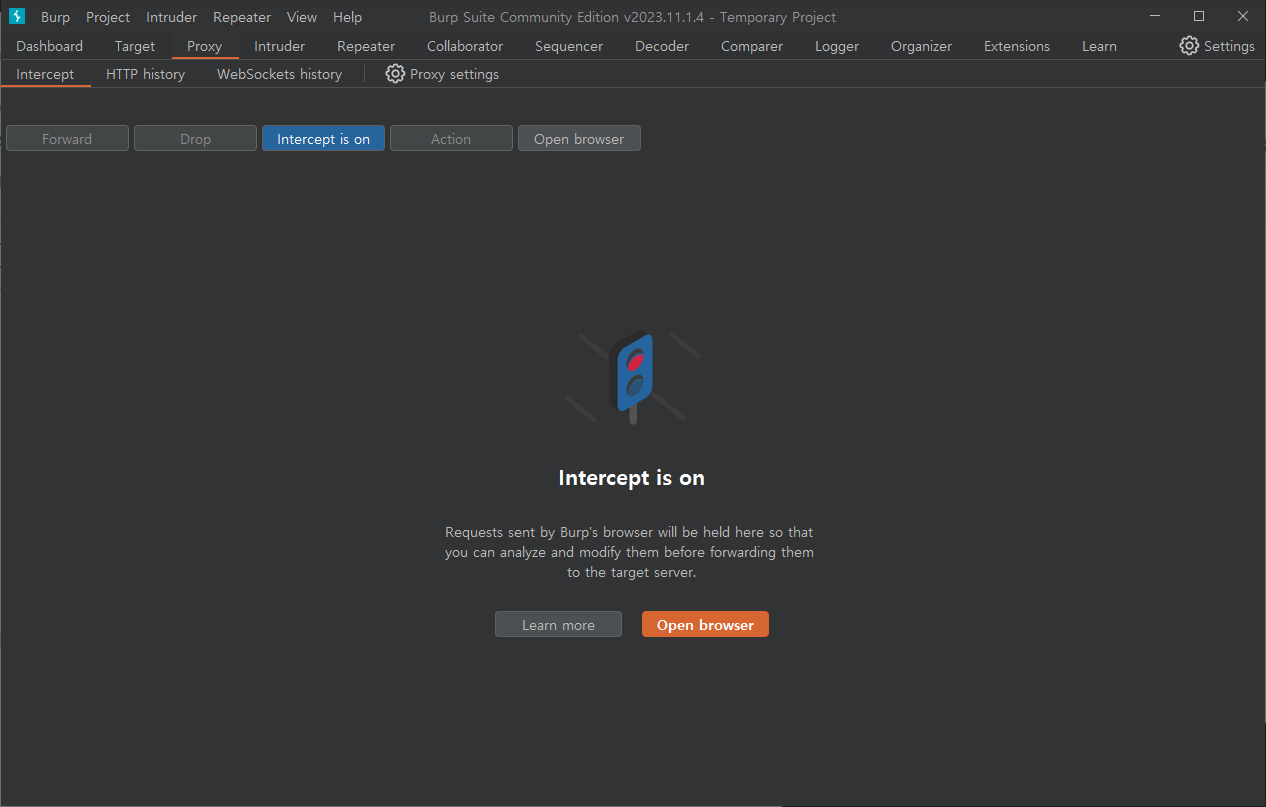 Burp Project Intruder Repeater View Help Burp Suite Community Edition v2023.11.1.4 - Temporary Project
Dashboard Target Proxy Intruder Repeater Collaborator Sequencer Decoder Comparer Logger Organizer Extensions Learn Settings
Intercept HTTP history WebSockets history Proxy settings
Forward Drop Intercept is on Action Open browser
Intercept is on
Requests sent by Burp's browser will be held here so that
you can analyze and modify them before forwarding them
to the target server.
Learn more Open browser